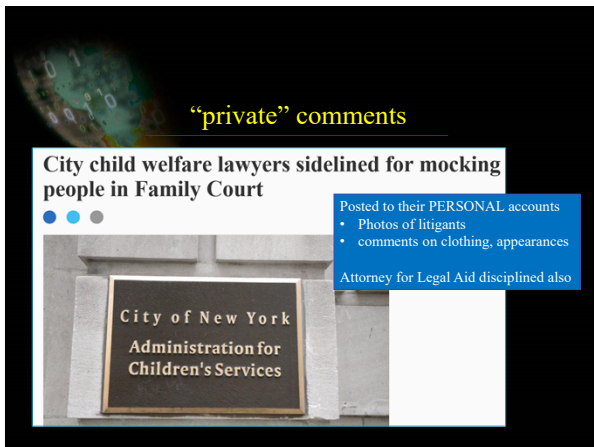 “private” comments
City child welfare lawyers sidelined for mocking
people in Family Court
Posted to their PERSONAL accounts
• Photos of litigants
• comments on clothing, appearances
Attorney for Legal Aid disciplined also
City of New York
Administration for
Children's Services